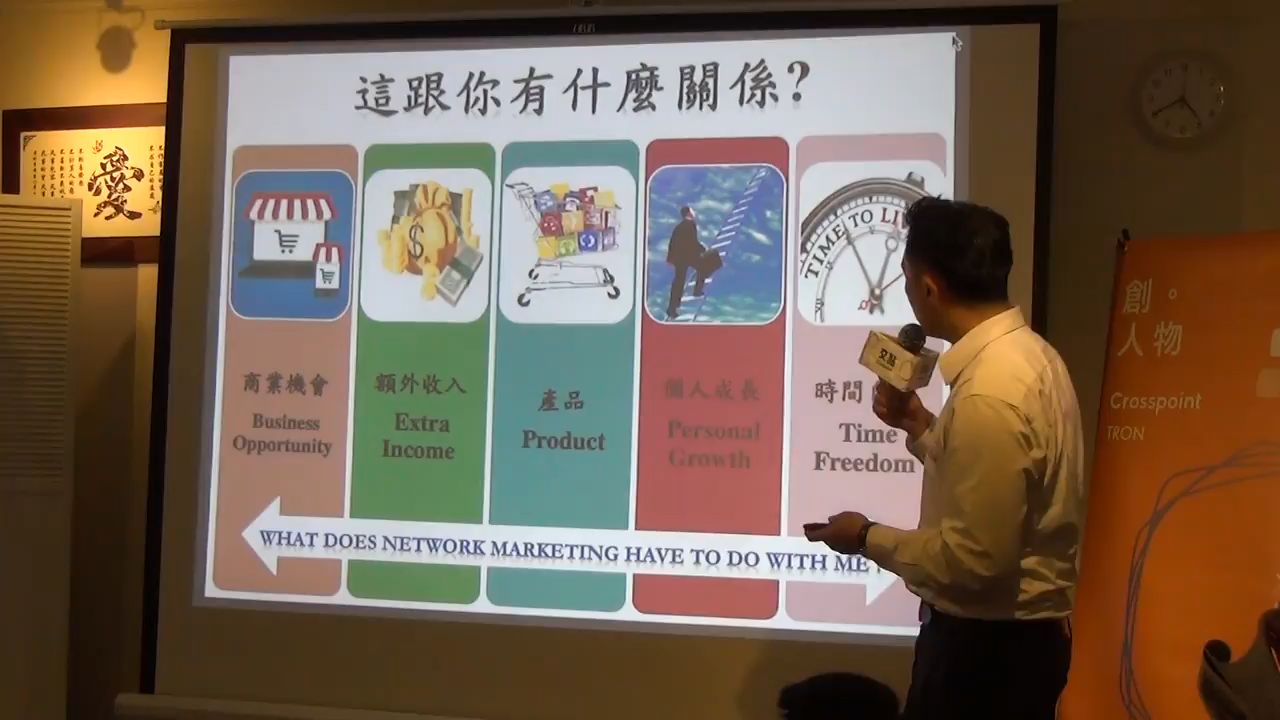 這跟你有什麼關係?
愛
TIME TO LI
商業機會
Business
Opportunity
額外收入
Extra
Income
產品
Product
個人成長
Personal
Growth
時間
Time
Freedom
WHAT DOES NETWORK MARKETING HAVE TO DO WITH ME
交點
創。
人物
Crosspoint
TRON